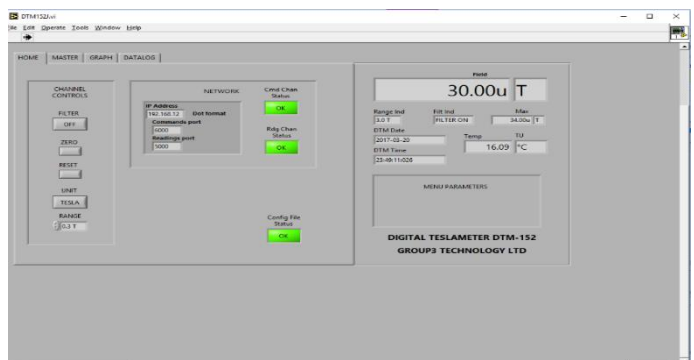 DTM152J.vi
File Edit Operate Tools Window Help
HOME MASTER GRAPH DATALOG
CHANNEL
CONTROLS
FILTER
OFF
ZERO
RESET
UNIT
TESLA
RANGE
0.3 T
NETWORK
IP Address
192.168.12 Dot format
Commands port
6000
Readings port
5000
Cmd Chan
Status
OK
Rdg Chan
Status
OK
Config File
Status
OK
Field
30.00u T
Range Ind Filt Ind Max
3.0 T FILTER ON 34.00u T
DTM Date
2017-03-20
Temp TU
16.09 °C
DTM Time
23:49:11:028
MENU PARAMETERS
DIGITAL TESLAMETER DTM-152
GROUP3 TECHNOLOGY LTD